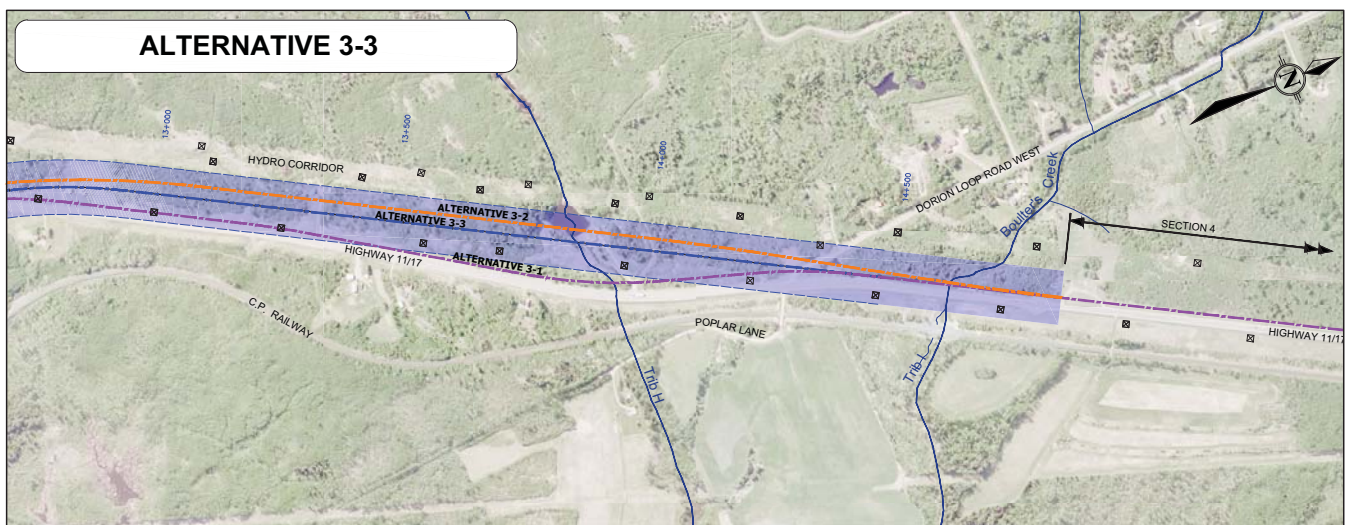 ALTERNATIVE 3-3
N
13+000
13+500
14+000
14+500
HYDRO CORRIDOR
DORION LOOP ROAD WEST
Boulter's Creek
SECTION 4
ALTERNATIVE 3-2
ALTERNATIVE 3-3
ALTERNATIVE 3-1
HIGHWAY 11/17
C.P. RAILWAY
POPLAR LANE
HIGHWAY 11/17
Trib H
Trib I